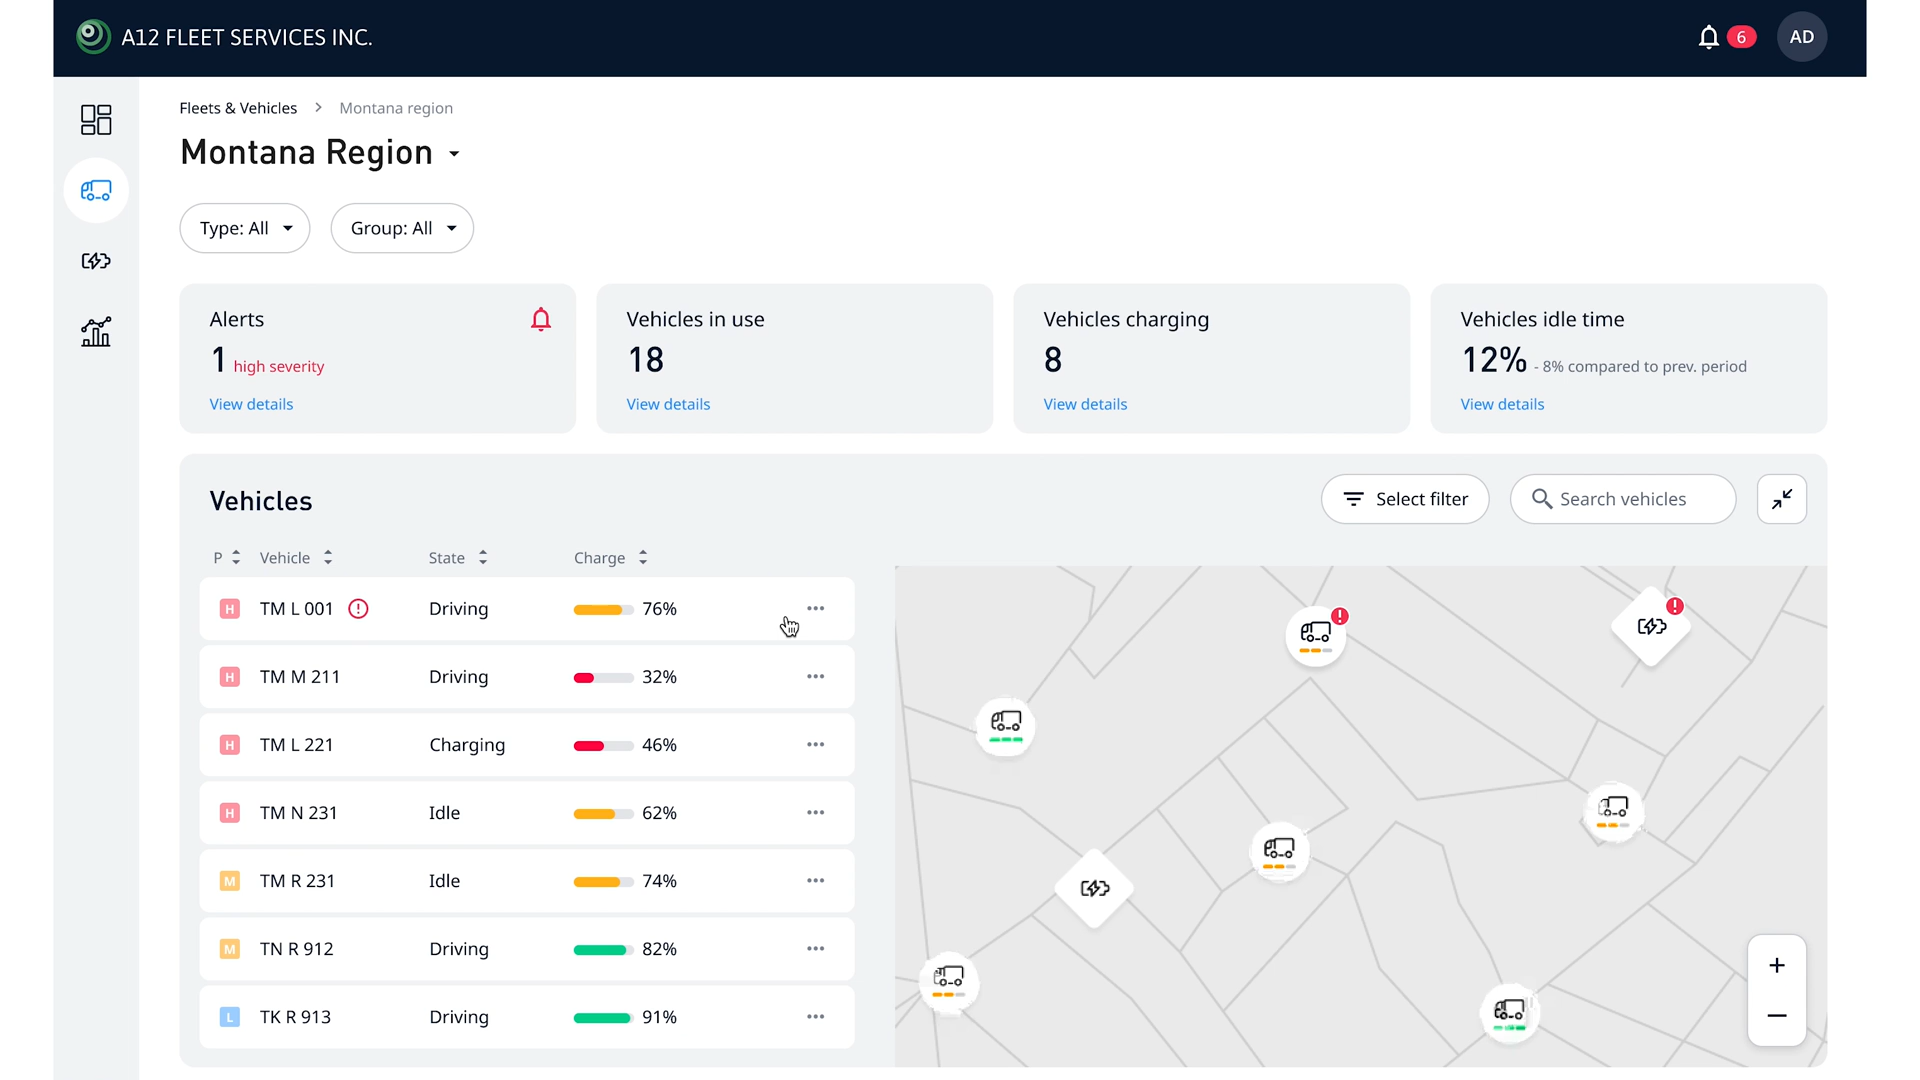 A12 FLEET SERVICES INC.
6
AD
Fleets & Vehicles > Montana region
Montana Region
Type: All
Group: All
Alerts
1 high severity
View details
Vehicles in use
18
View details
Vehicles charging
8
View details
Vehicles idle time
12% - 8% compared to prev. period
View details
Vehicles
Select filter
Search vehicles
P Vehicle State Charge
H TM L 001 ! Driving 76%
H TM M 211 Driving 32%
H TM L 221 Charging 46%
H TM N 231 Idle 62%
M TM R 231 Idle 74%
M TN R 912 Driving 82%
L TK R 913 Driving 91%
!
!
+
−